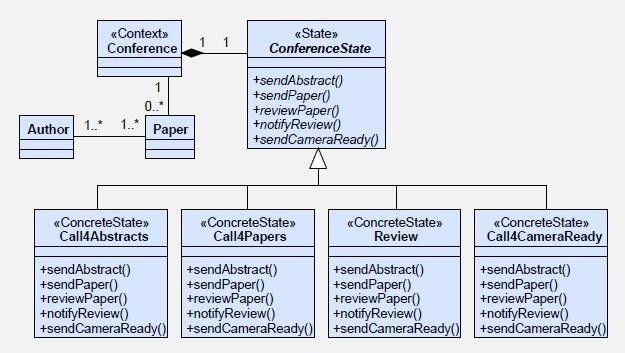 «Context»
Conference
1
1
«State»
ConferenceState
+sendAbstract()
+sendPaper()
+reviewPaper()
+notifyReview()
+sendCameraReady()
1
0..*
Author
1..*
1..*
Paper
«ConcreteState»
Call4Abstracts
+sendAbstract()
+sendPaper()
+reviewPaper()
+notifyReview()
+sendCameraReady()
«ConcreteState»
Call4Papers
+sendAbstract()
+sendPaper()
+reviewPaper()
+notifyReview()
+sendCameraReady()
«ConcreteState»
Review
+sendAbstract()
+sendPaper()
+reviewPaper()
+notifyReview()
+sendCameraReady()
«ConcreteState»
Call4CameraReady
+sendAbstract()
+sendPaper()
+reviewPaper()
+notifyReview()
+sendCameraReady()